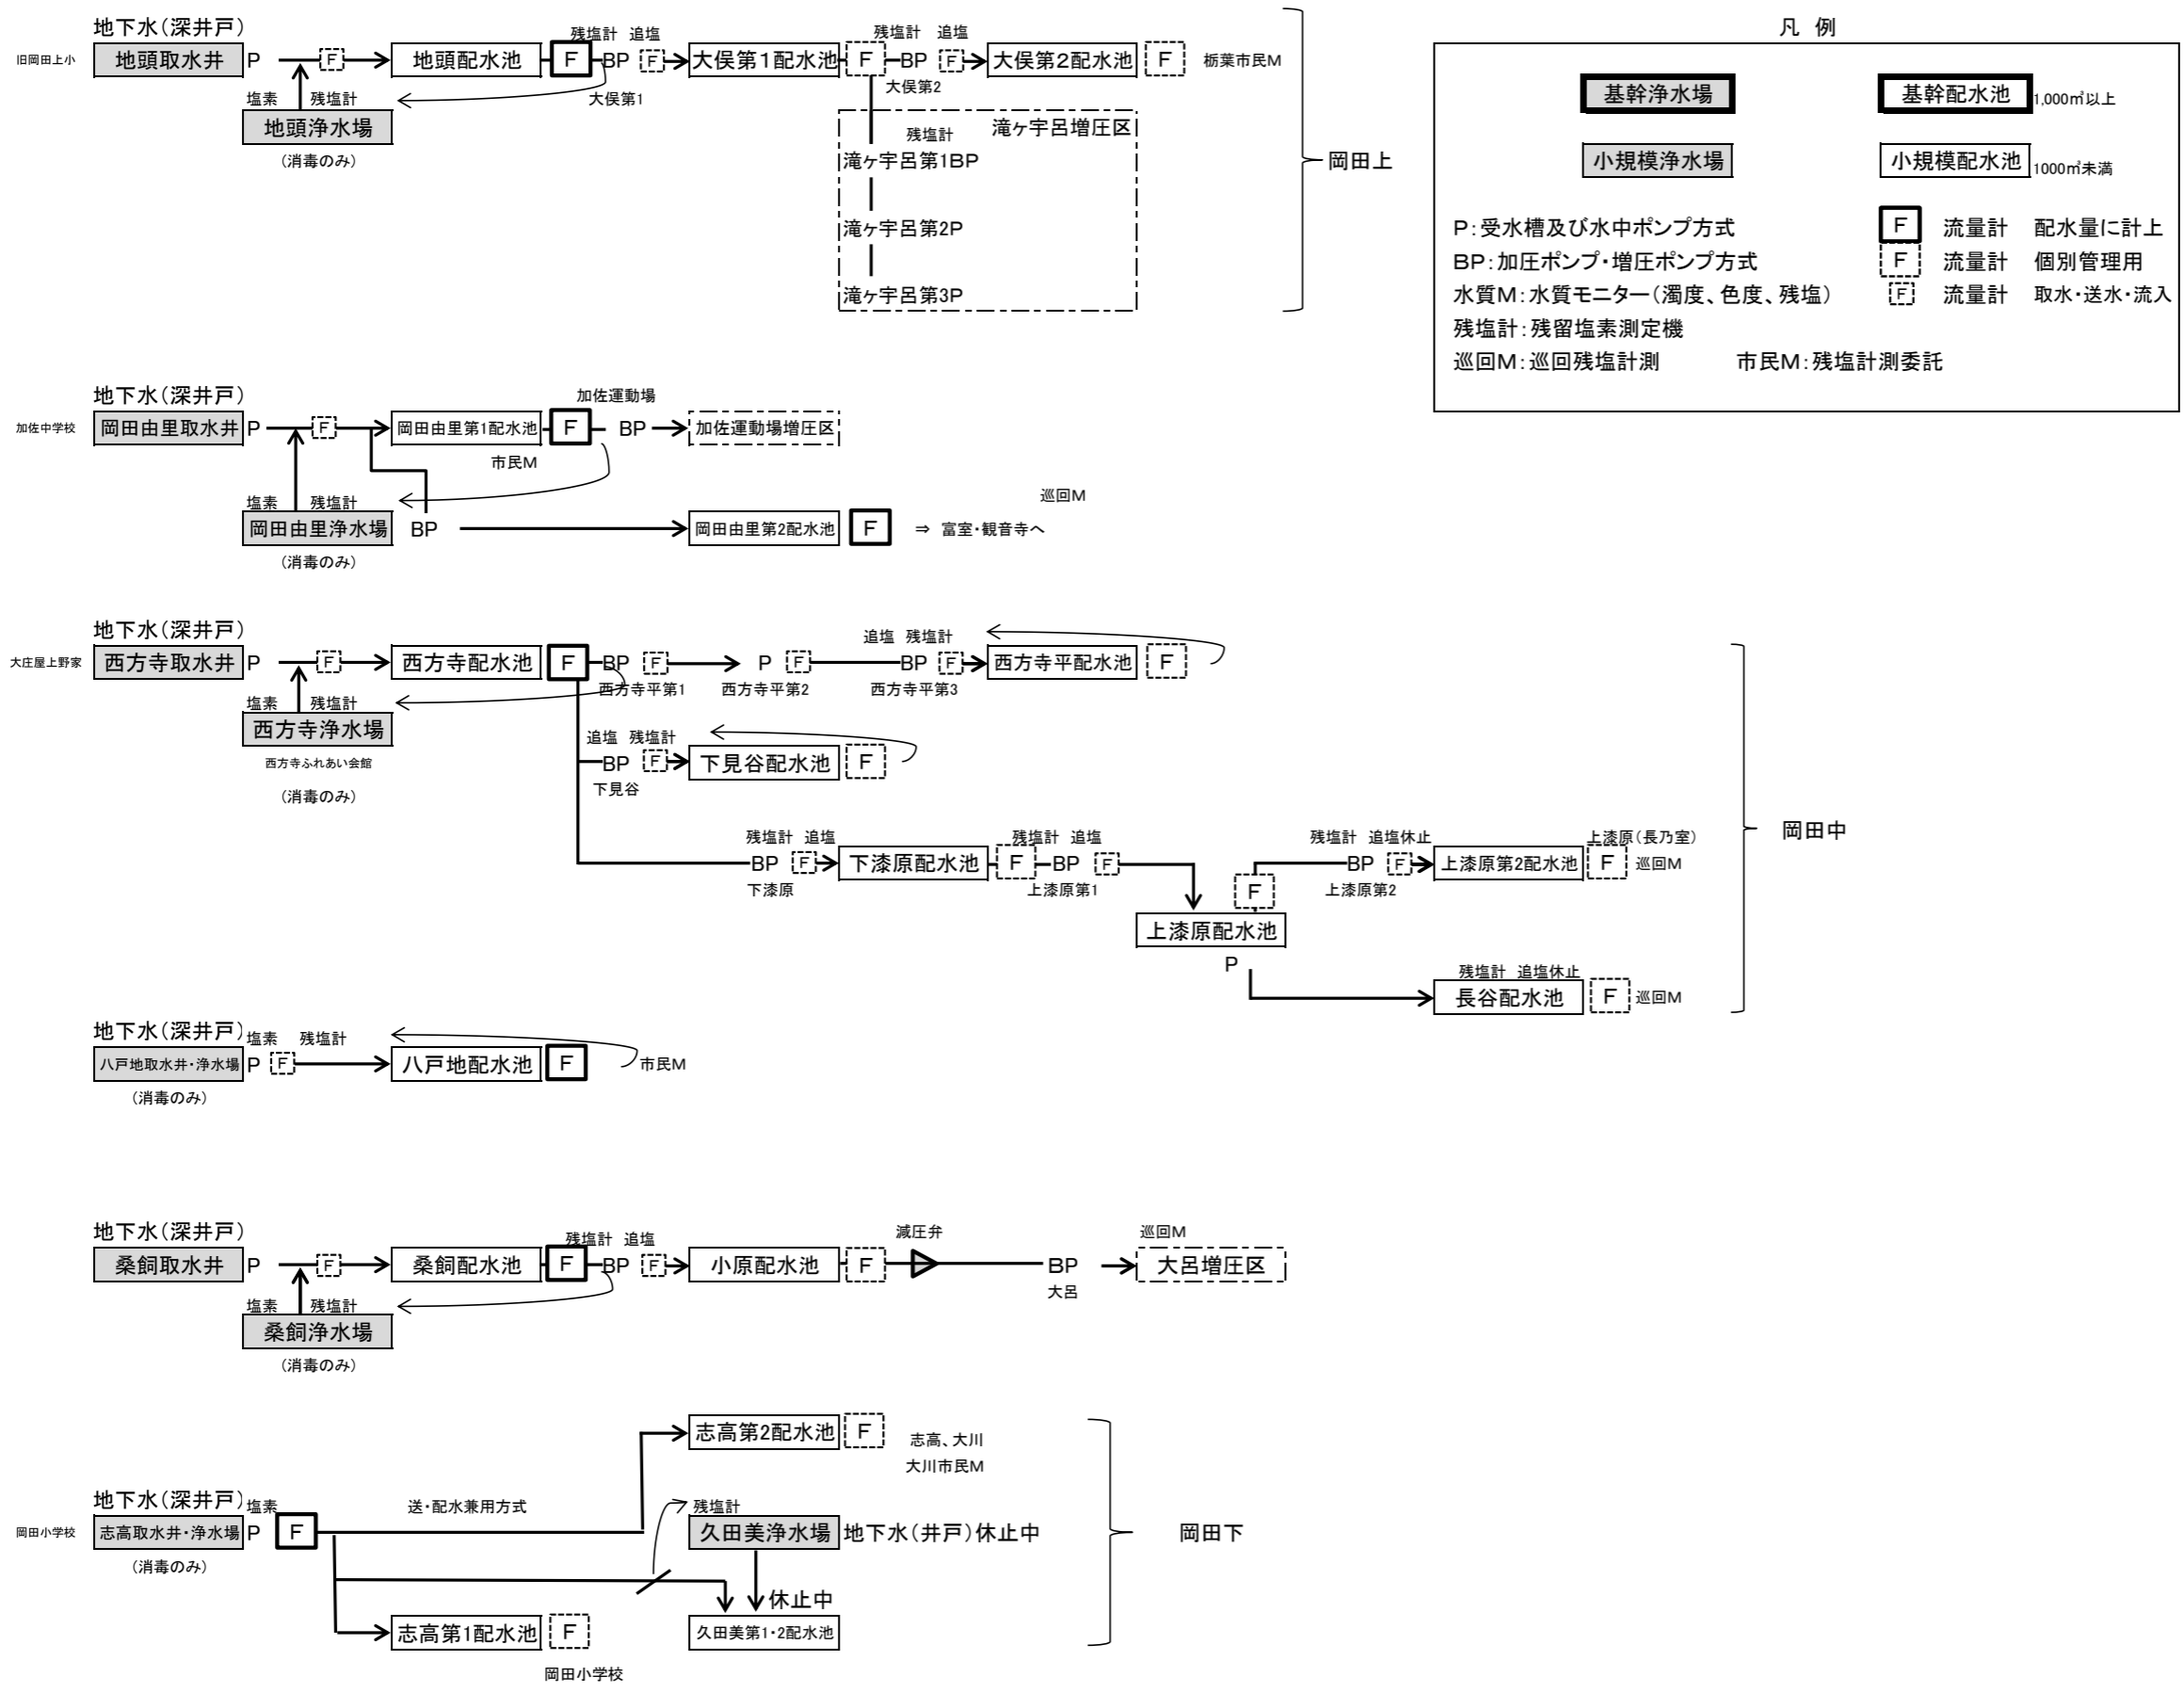 地下水（深井戸）
旧岡田上小
地頭取水井
P
F
地頭配水池
F
残塩計 追塩
BP
F
大俣第1
大俣第１配水池
F
残塩計 追塩
BP
F
大俣第2
大俣第２配水池
F
栃葉市民M
塩素 残塩計
地頭浄水場
（消毒のみ）
滝ヶ宇呂増圧区
残塩計
滝ヶ宇呂第1BP
滝ヶ宇呂第2P
滝ヶ宇呂第3P
岡田上
凡 例
基幹浄水場
基幹配水池
1,000㎥以上
小規模浄水場
小規模配水池
1000㎥未満
P：受水槽及び水中ポンプ方式
F 流量計 配水量に計上
BP：加圧ポンプ・増圧ポンプ方式
F 流量計 個別管理用
水質M：水質モニター（濁度、色度、残塩）
F 流量計 取水・送水・流入
残塩計：残留塩素測定機
巡回M：巡回残塩計測 市民M：残塩計測委託
地下水（深井戸）
加佐中学校
岡田由里取水井
P
F
岡田由里第1配水池
F
加佐運動場
BP
加佐運動場増圧区
市民M
塩素 残塩計
岡田由里浄水場
BP
（消毒のみ）
岡田由里第2配水池
F
⇒ 富室・観音寺へ
巡回M
地下水（深井戸）
大庄屋上野家
西方寺取水井
P
F
西方寺配水池
F
BP
F
西方寺平第1
P
F
西方寺平第2
追塩 残塩計
BP
F
西方寺平第3
西方寺平配水池
F
塩素 残塩計
西方寺浄水場
西方寺ふれあい会館
（消毒のみ）
追塩 残塩計
BP
F
下見谷
下見谷配水池
F
残塩計 追塩
BP
F
下漆原
下漆原配水池
F
残塩計 追塩
BP
F
上漆原第1
上漆原配水池
F
残塩計 追塩休止
BP
F
上漆原第2
上漆原第2配水池
F
上漆原（長乃室）
巡回M
P
残塩計 追塩休止
長谷配水池
F
巡回M
岡田中
地下水（深井戸）
塩素 残塩計
八戸地取水井・浄水場
P
F
八戸地配水池
F
市民M
（消毒のみ）
地下水（深井戸）
桑飼取水井
P
F
桑飼配水池
F
残塩計 追塩
BP
F
小原配水池
F
減圧弁
BP
大呂
巡回M
大呂増圧区
塩素 残塩計
桑飼浄水場
（消毒のみ）
志高第2配水池
F
志高、大川
大川市民M
地下水（深井戸）
塩素
岡田小学校
志高取水井・浄水場
P
F
送・配水兼用方式
（消毒のみ）
残塩計
久田美浄水場
地下水（井戸）休止中
休止中
久田美第1・2配水池
志高第1配水池
F
岡田小学校
岡田下